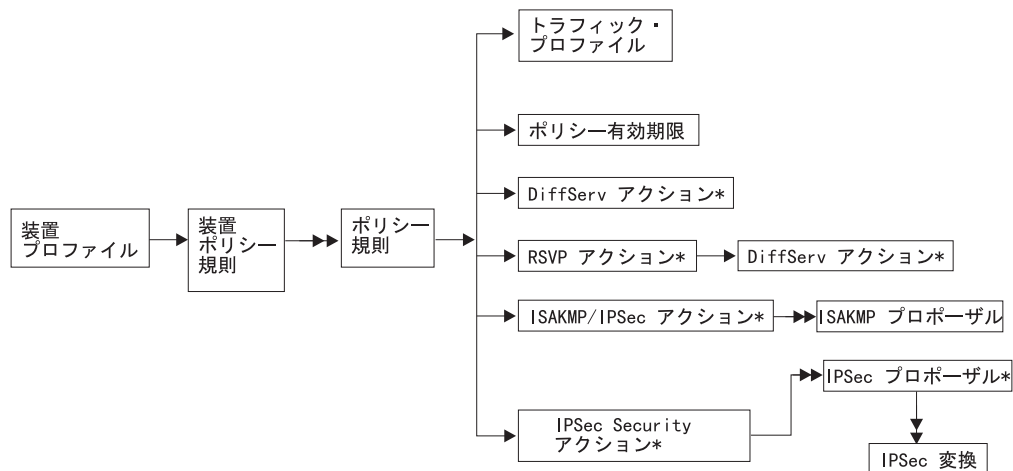 トラフィック・
プロファイル
ポリシー有効期限
DiffServ アクション*
装置
プロファイル
装置
ポリシー
規則
ポリシー
規則
RSVP アクション*
DiffServ アクション*
ISAKMP/IPSec アクション*
ISAKMP プロポーザル
IPSec プロポーザル*
IPSec Security
アクション*
IPSec 変換